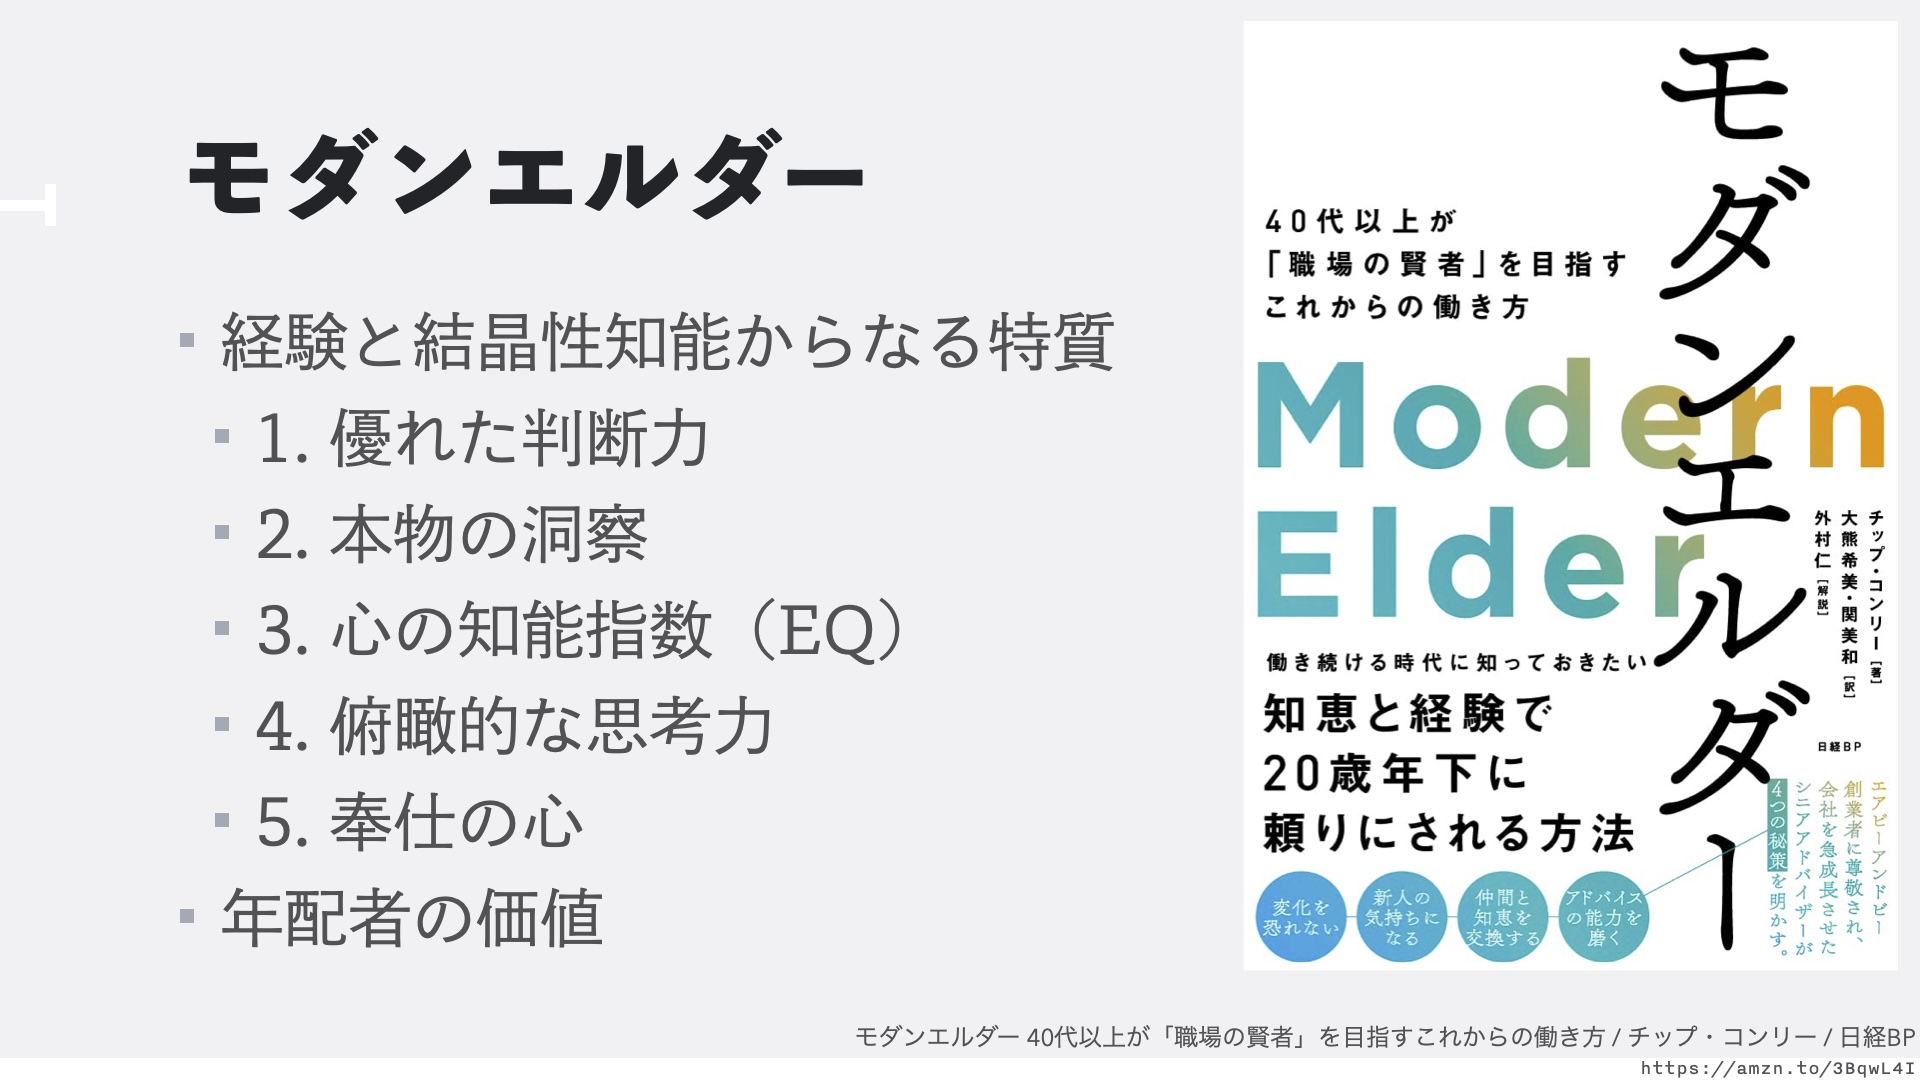 モダンエルダー
経験と結晶性知能からなる特質
1. 優れた判断力
2. 本物の洞察
3. 心の知能指数（EQ）
4. 俯瞰的な思考力
5. 奉仕の心
年配者の価値
モダンエルダー
40代以上が
「職場の賢者」を目指す
これからの働き方
Modern
Elder
チップ・コンリー［著］
大熊希美・関美和［訳］
外村仁［解説］
日経BP
働き続ける時代に知っておきたい
知恵と経験で
20歳年下に
頼りにされる方法
エアビーアンドビー
創業者に尊敬され、
会社を急成長させた
シニアアドバイザーが
4つの秘策を明かす。
変化を
恐れない
新人の
気持ちに
なる
仲間と
知恵を
交換する
アドバイス
の能力を
磨く
モダンエルダー 40代以上が「職場の賢者」を目指すこれからの働き方 / チップ・コンリー / 日経BP
https://amzn.to/3BqwL4I